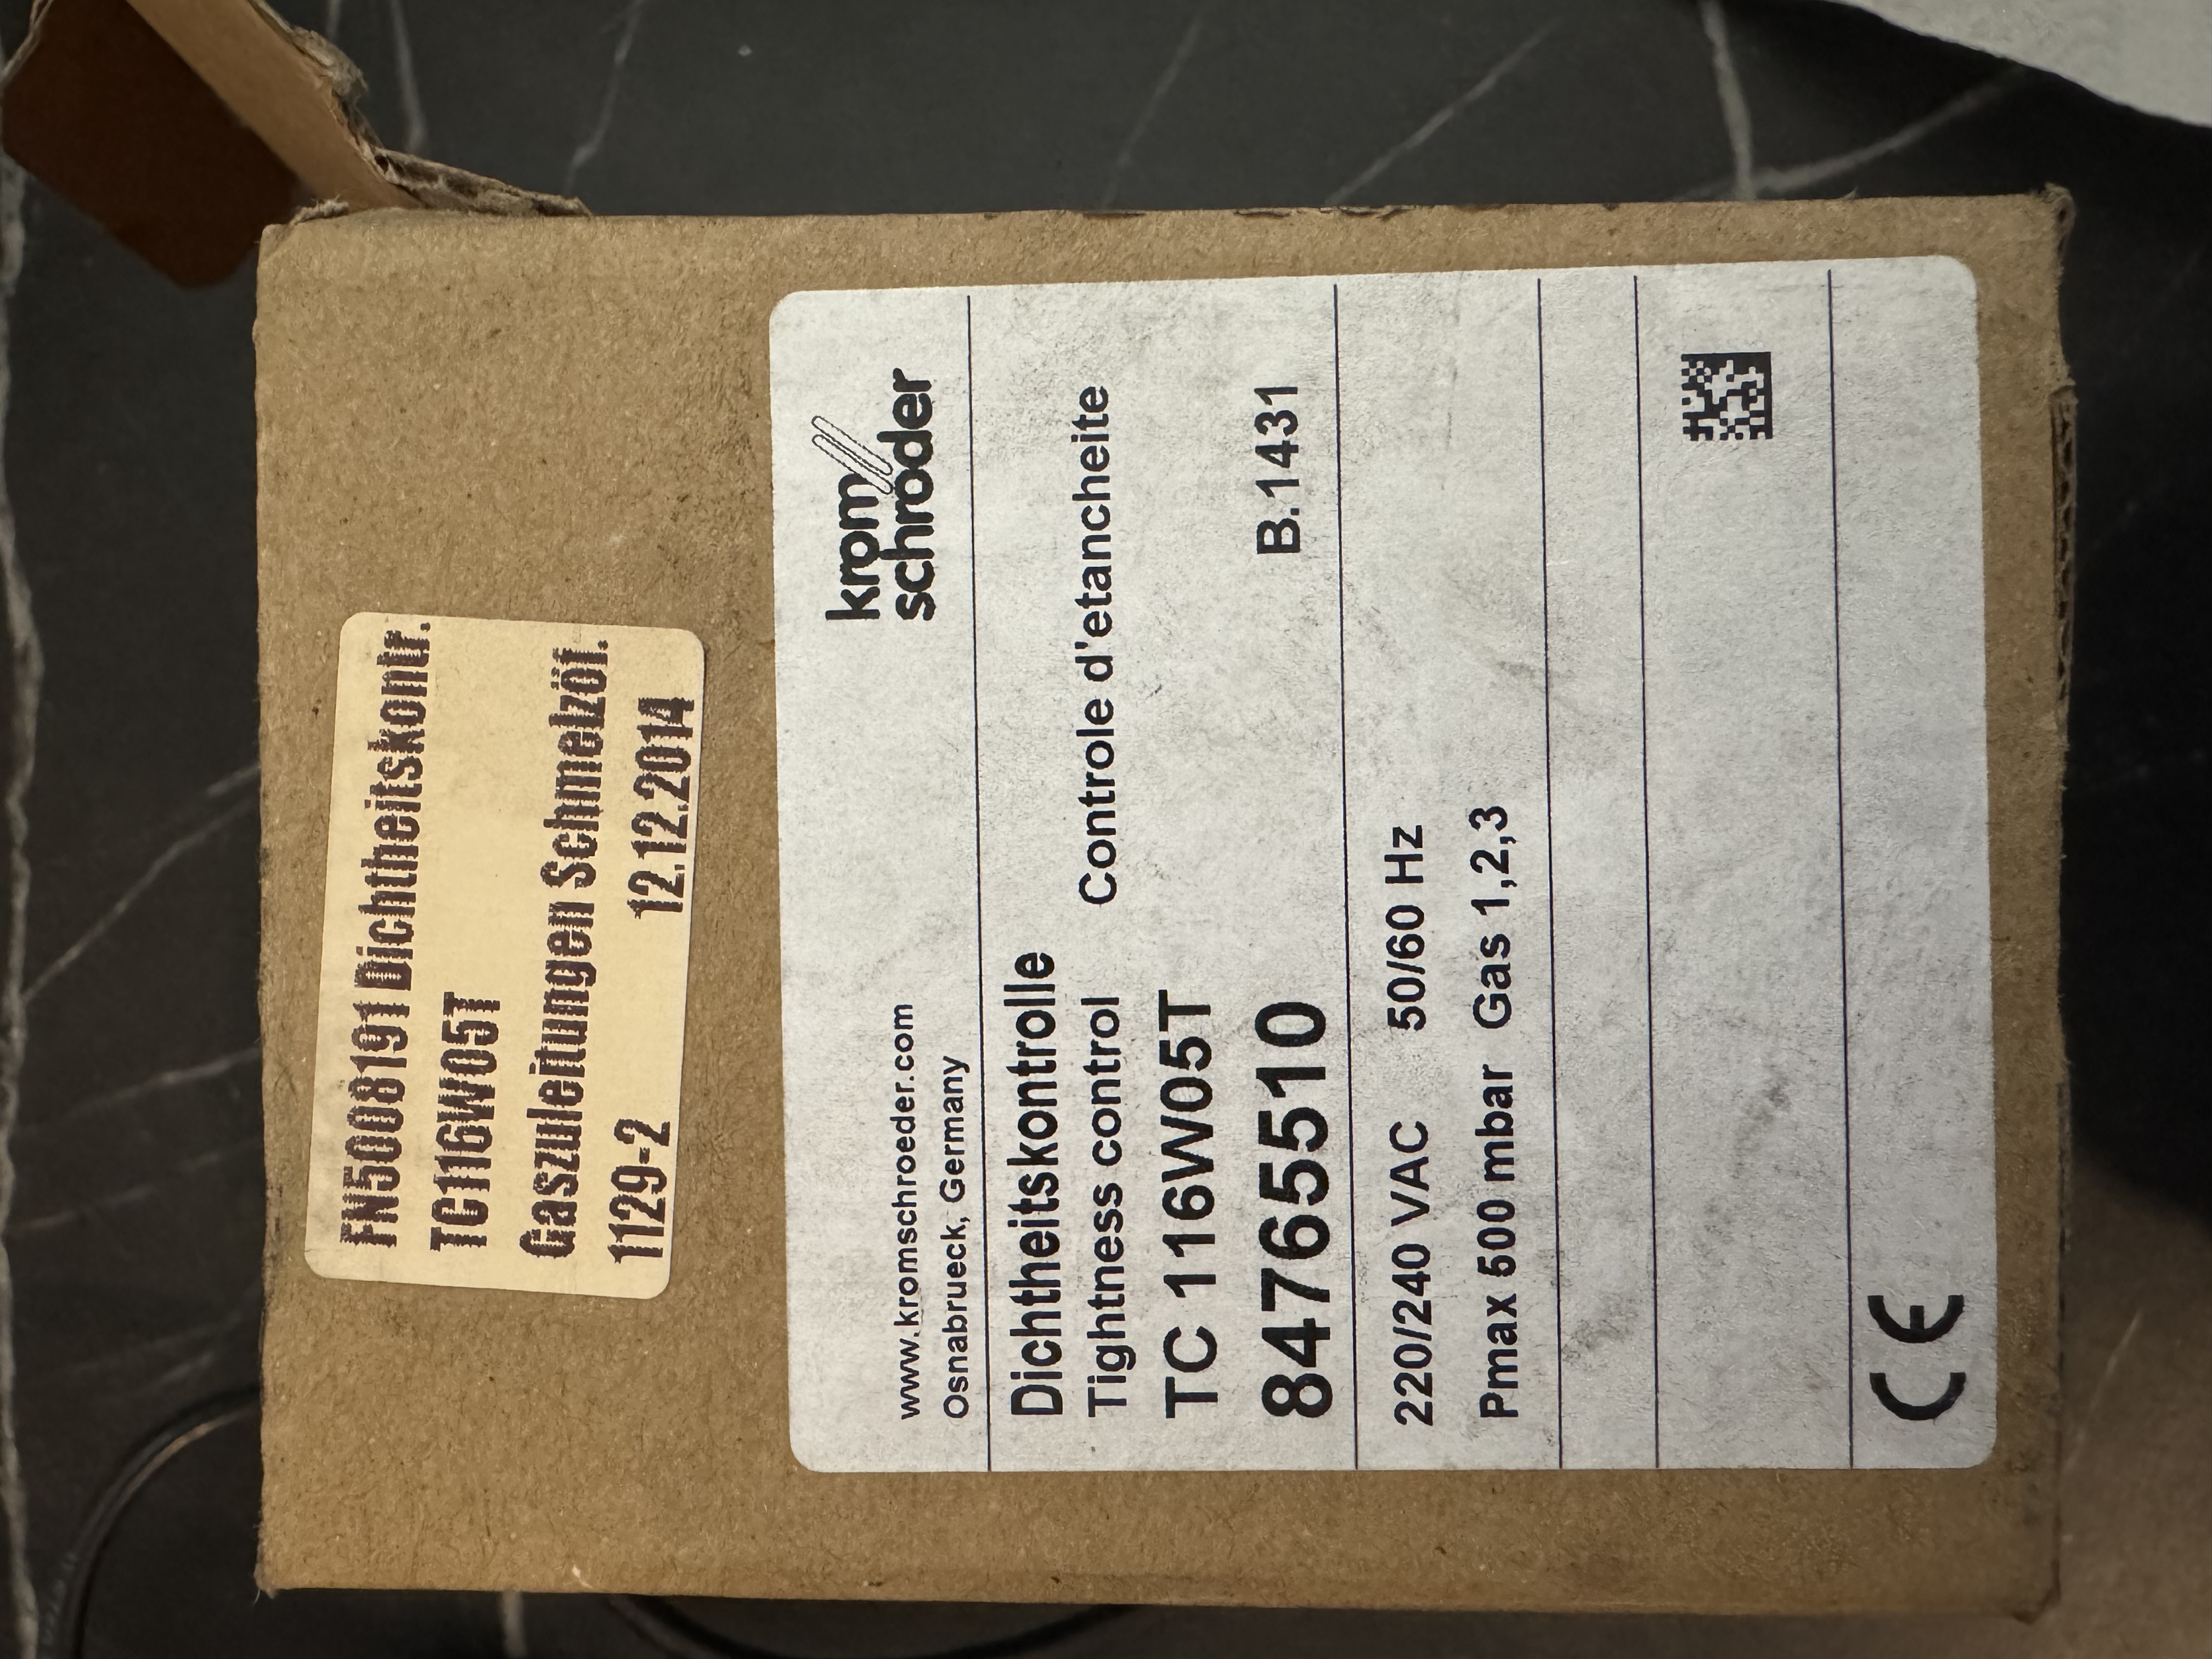 FN5008191 Dichtheitskontr.
TC116W05T
Gaszuleitungen Schmelzöf.
1129-2 12.12.2014
krom
schroder
www.kromschroeder.com
Osnabrueck, Germany
Dichtheitskontrolle
Tightness control Controle d'etancheite
TC 116W05T
84765510 B.1431
220/240 VAC 50/60 Hz
Pmax 500 mbar Gas 1,2,3
CE